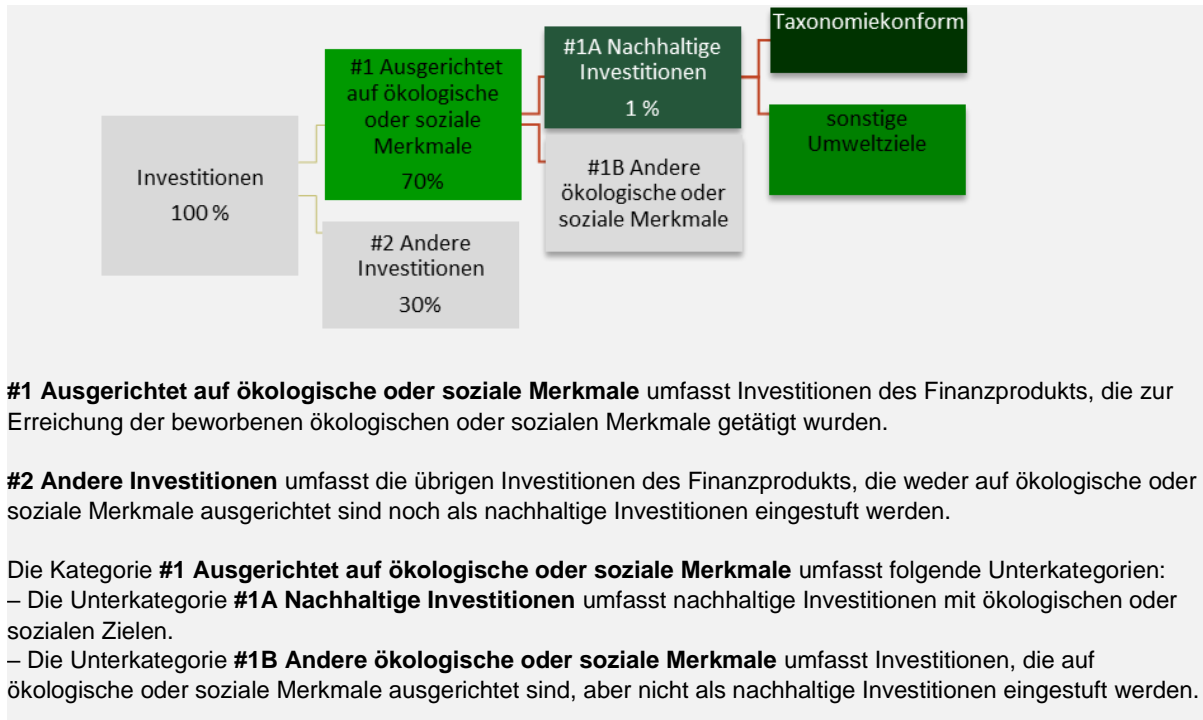 Investitionen
100 %
#1 Ausgerichtet
auf ökologische
oder soziale
Merkmale
70%
#2 Andere
Investitionen
30%
#1A Nachhaltige
Investitionen
1 %
#1B Andere
ökologische oder
soziale Merkmale
Taxonomiekonform
sonstige
Umweltziele
#1 Ausgerichtet auf ökologische oder soziale Merkmale umfasst Investitionen des Finanzprodukts, die zur
Erreichung der beworbenen ökologischen oder sozialen Merkmale getätigt wurden.
#2 Andere Investitionen umfasst die übrigen Investitionen des Finanzprodukts, die weder auf ökologische oder
soziale Merkmale ausgerichtet sind noch als nachhaltige Investitionen eingestuft werden.
Die Kategorie #1 Ausgerichtet auf ökologische oder soziale Merkmale umfasst folgende Unterkategorien:
– Die Unterkategorie #1A Nachhaltige Investitionen umfasst nachhaltige Investitionen mit ökologischen oder
sozialen Zielen.
– Die Unterkategorie #1B Andere ökologische oder soziale Merkmale umfasst Investitionen, die auf
ökologische oder soziale Merkmale ausgerichtet sind, aber nicht als nachhaltige Investitionen eingestuft werden.